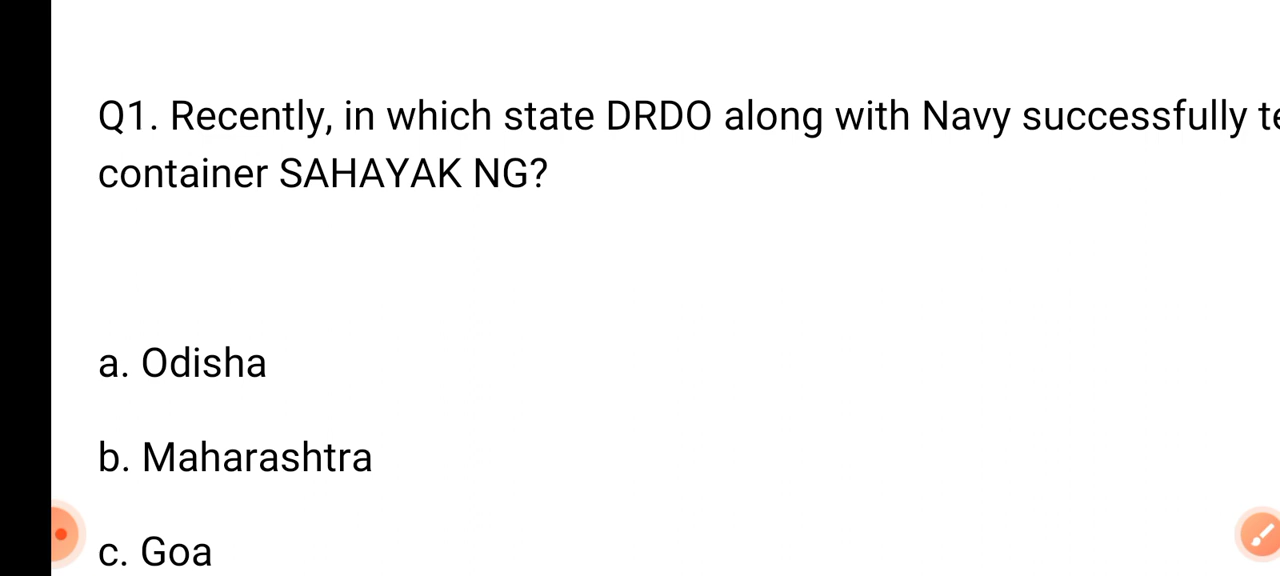 Q1. Recently, in which state DRDO along with Navy successfully
container SAHAYAK NG?
a. Odisha
b. Maharashtra
c. Goa